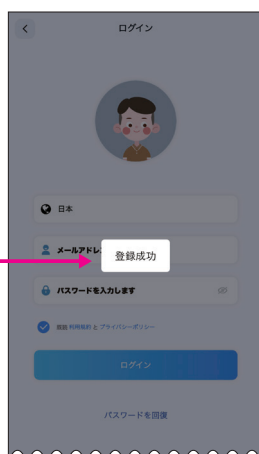 ログイン
日本
メールアドレ
登録成功
パスワードを入力します
利用規約 と プライバシーポリシー
ログイン
パスワードを回復